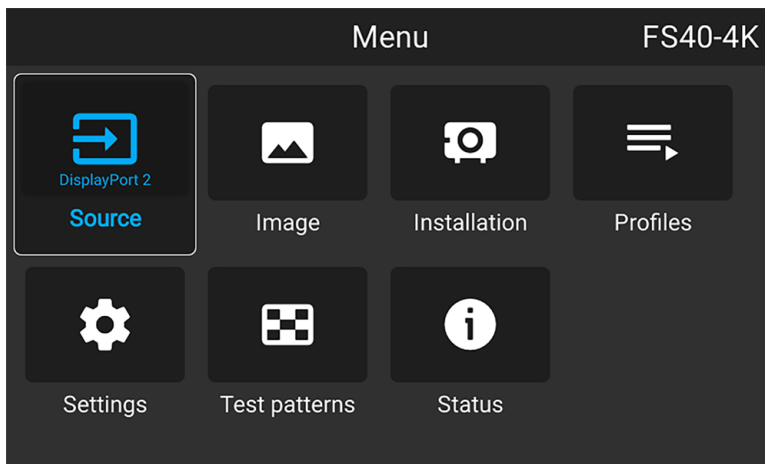 Menu FS40-4K
DisplayPort 2
Source Image Installation Profiles
Settings Test patterns Status